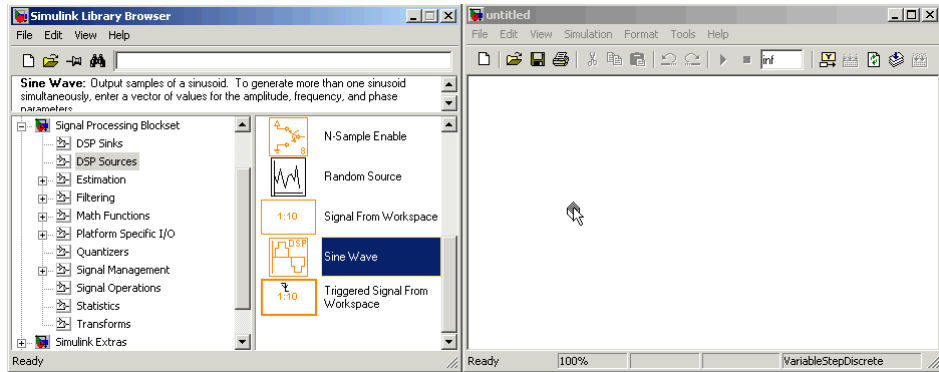 Simulink Library Browser
File Edit View Help
Sine Wave: Output samples of a sinusoid. To generate more than one sinusoid
simultaneously, enter a vector of values for the amplitude, frequency, and phase
parameters
Signal Processing Blockset
DSP Sinks
DSP Sources
Estimation
Filtering
Math Functions
Platform Specific I/O
Quantizers
Signal Management
Signal Operations
Statistics
Transforms
Simulink Extras
N-Sample Enable
8
Random Source
1:10
Signal From Workspace
DSP
Sine Wave
1:10
Triggered Signal From
Workspace
Ready
untitled
File Edit View Simulation Format Tools Help
inf
Ready 100% VariableStepDiscrete